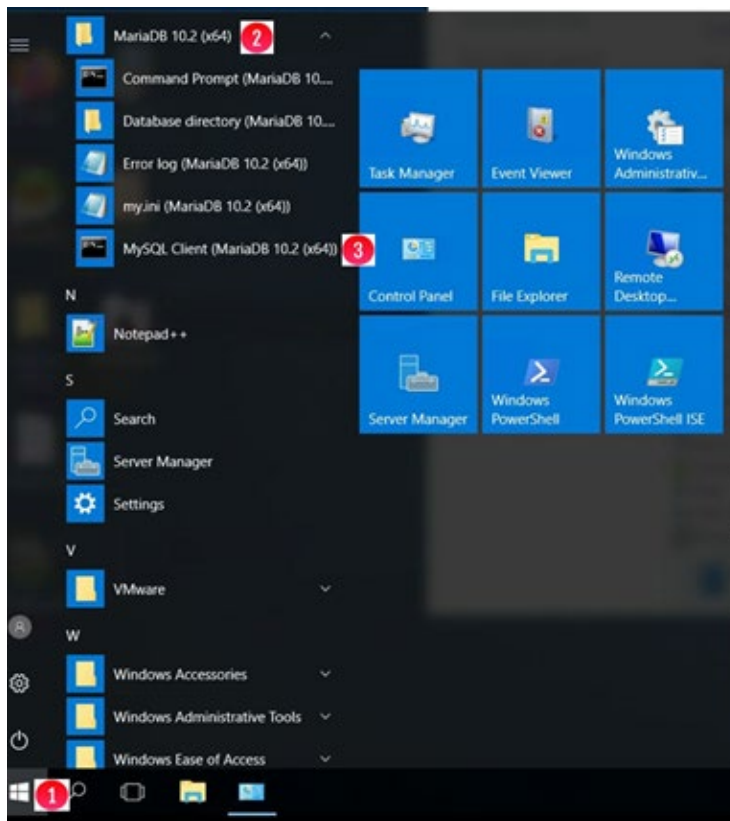 MariaDB 10.2 (x64) 2
Command Prompt (MariaDB 10....
Database directory (MariaDB 10....
Error log (MariaDB 10.2 (x64))
my.ini (MariaDB 10.2 (x64))
MySQL Client (MariaDB 10.2 (x64)) 3
N
Notepad++
S
Search
Server Manager
Settings
V
VMware
W
Windows Accessories
Windows Administrative Tools
Windows Ease of Access
1
Task Manager
Event Viewer
Windows
Administrativ...
Control Panel
File Explorer
Remote
Desktop...
Server Manager
Windows
PowerShell
Windows
PowerShell ISE